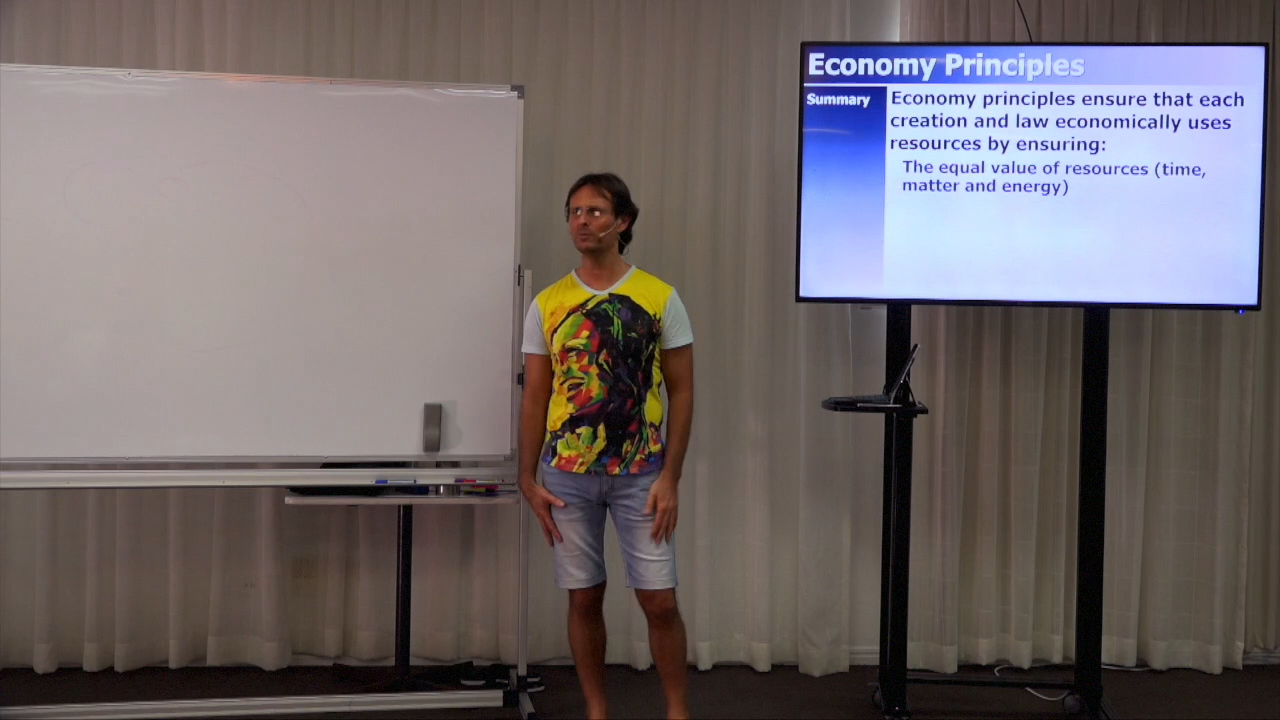 Economy Principles
Summary
Economy principles ensure that each
creation and law economically uses
resources by ensuring:
The equal value of resources (time,
matter and energy)